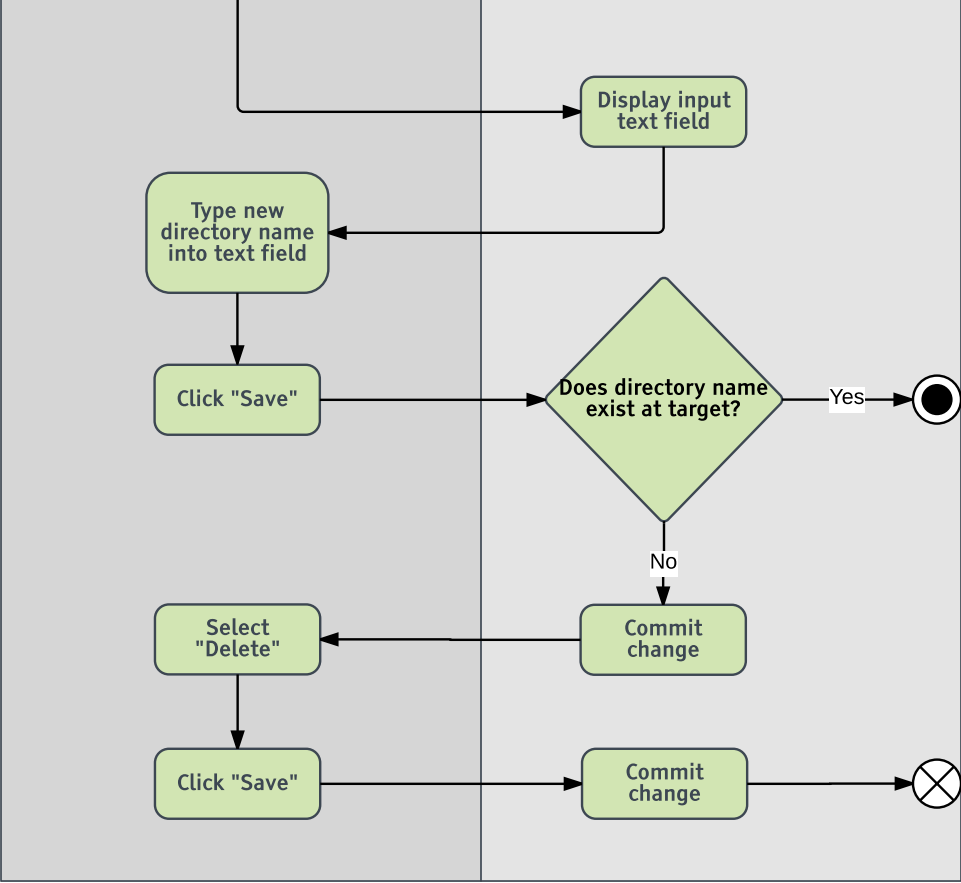 Display input
text field
Type new
directory name
into text field
Click "Save"
Does directory name
exist at target?
Yes
No
Select
"Delete"
Commit
change
Click "Save"
Commit
change